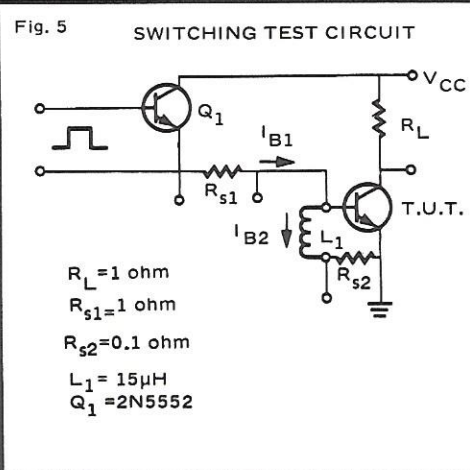 Fig. 5
SWITCHING TEST CIRCUIT
VCC
Q1
RL
IB1
Rs1
T.U.T.
IB2
L1
Rs2
RL=1 ohm
Rs1=1 ohm
Rs2=0.1 ohm
L1= 15µH
Q1=2N5552